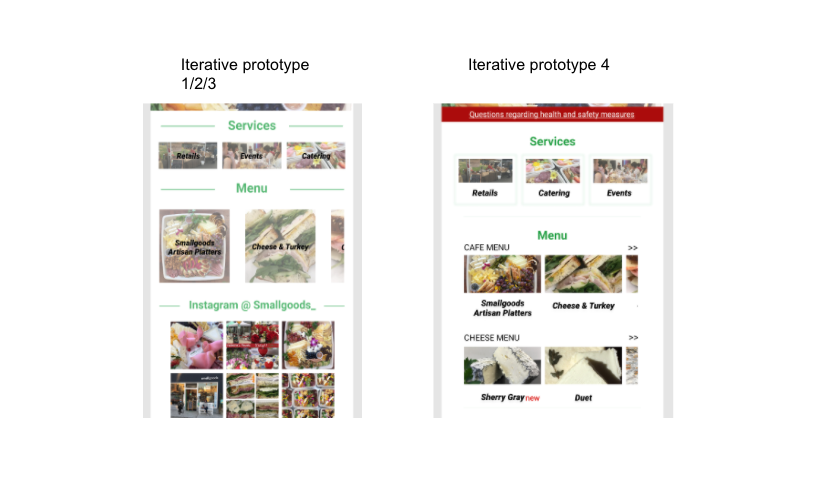 Iterative prototype
1/2/3
Services
Retails
Events
Catering
Menu
Smallgoods
Artisan Platters
Cheese & Turkey
Instagram @ Smallgoods_
Iterative prototype 4
Questions regarding health and safety measures
Services
Retails
Catering
Events
Menu
CAFE MENU
>>
Smallgoods
Artisan Platters
Cheese & Turkey
CHEESE MENU
>>
Sherry Gray new
Duet